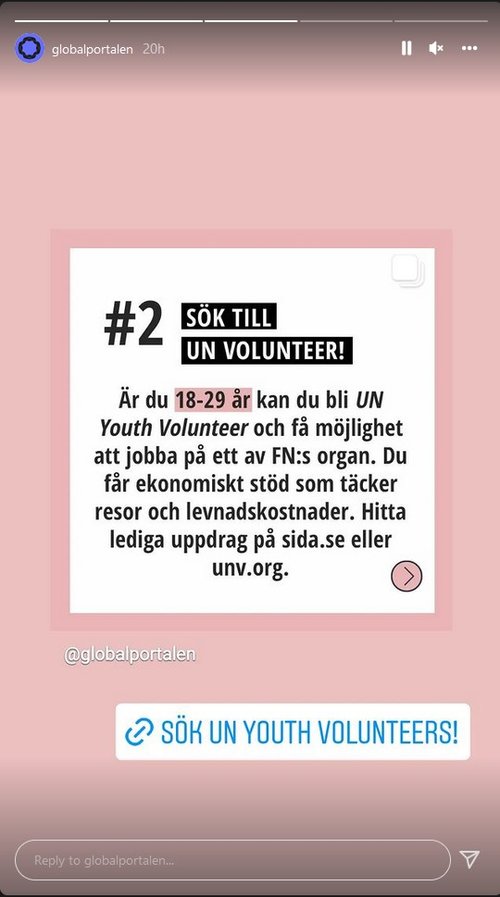 globalportalen 20h
#2 SÖK TILL
UN VOLUNTEER!
Är du 18-29 år kan du bli UN
Youth Volunteer och få möjlighet
att jobba på ett av FN:s organ. Du
får ekonomiskt stöd som täcker
resor och levnadskostnader. Hitta
lediga uppdrag på sida.se eller
unv.org.
@globalportalen
SÖK UN YOUTH VOLUNTEERS!
Reply to globalportalen...